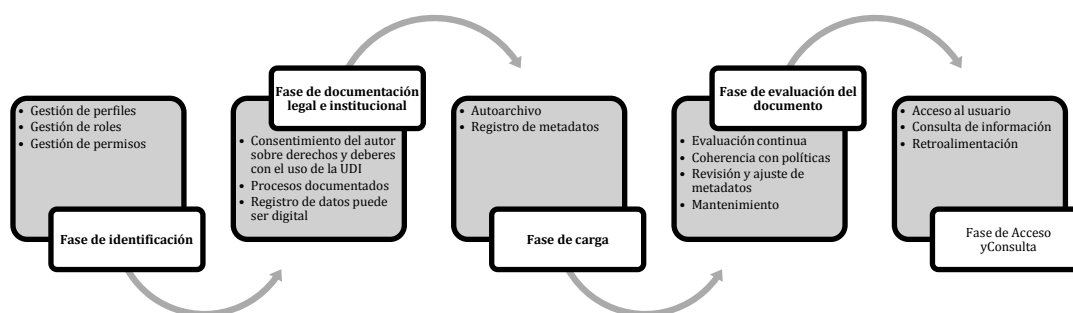 • Gestión de perfiles
• Gestión de roles
• Gestión de permisos
Fase de identificación
Fase de documentación
legal e institucional
• Consentimiento del autor
sobre derechos y deberes
con el uso de la UDI
• Procesos documentados
• Registro de datos puede
ser digital
• Autoarchivo
• Registro de metadatos
Fase de carga
Fase de evaluación del
documento
• Evaluación continua
• Coherencia con políticas
• Revisión y ajuste de
metadatos
• Mantenimiento
• Acceso al usuario
• Consulta de información
• Retroalimentación
Fase de Acceso
yConsulta